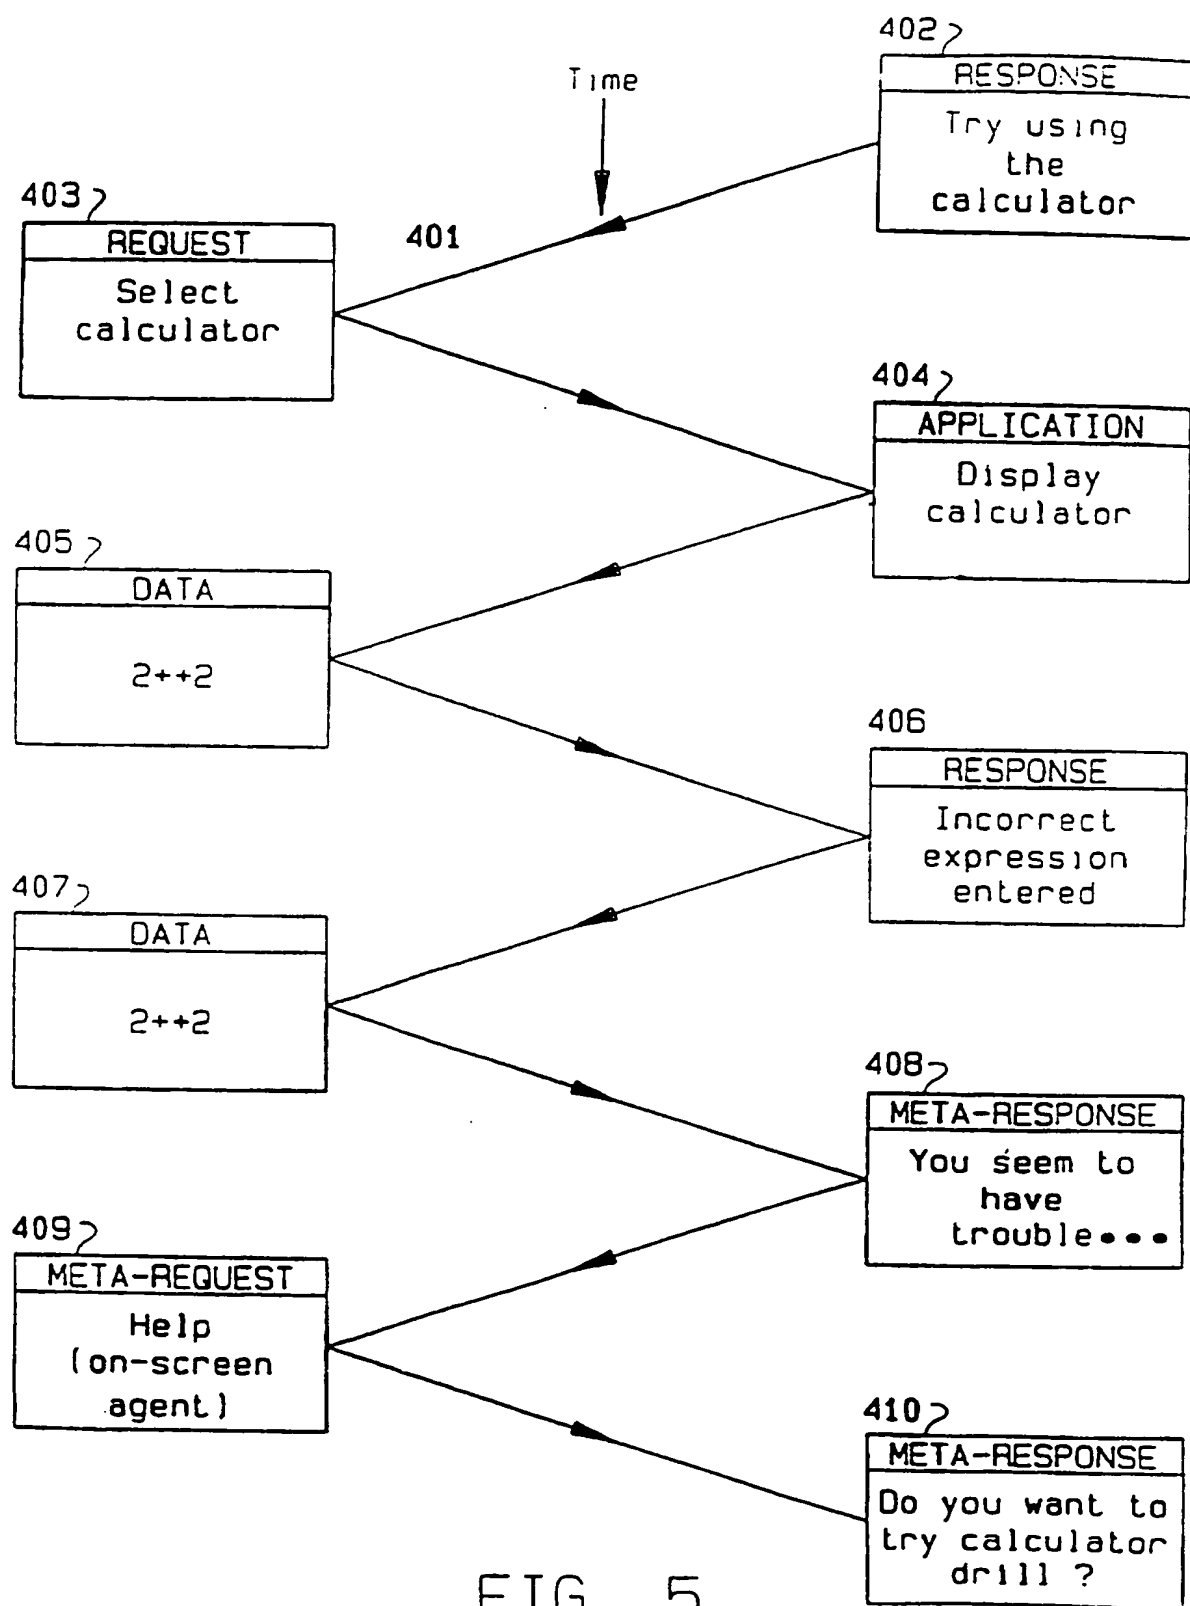 402
RESPONSE
Try using
the
calculator
Time
403
REQUEST
Select
calculator
401
404
APPLICATION
Display
calculator
405
DATA
2++2
406
RESPONSE
Incorrect
expression
entered
407
DATA
2++2
408
META-RESPONSE
You seem to
have
trouble•••
409
META-REQUEST
Help
(on-screen
agent)
410
META-RESPONSE
Do you want to
try calculator
drill ?
FIG. 5